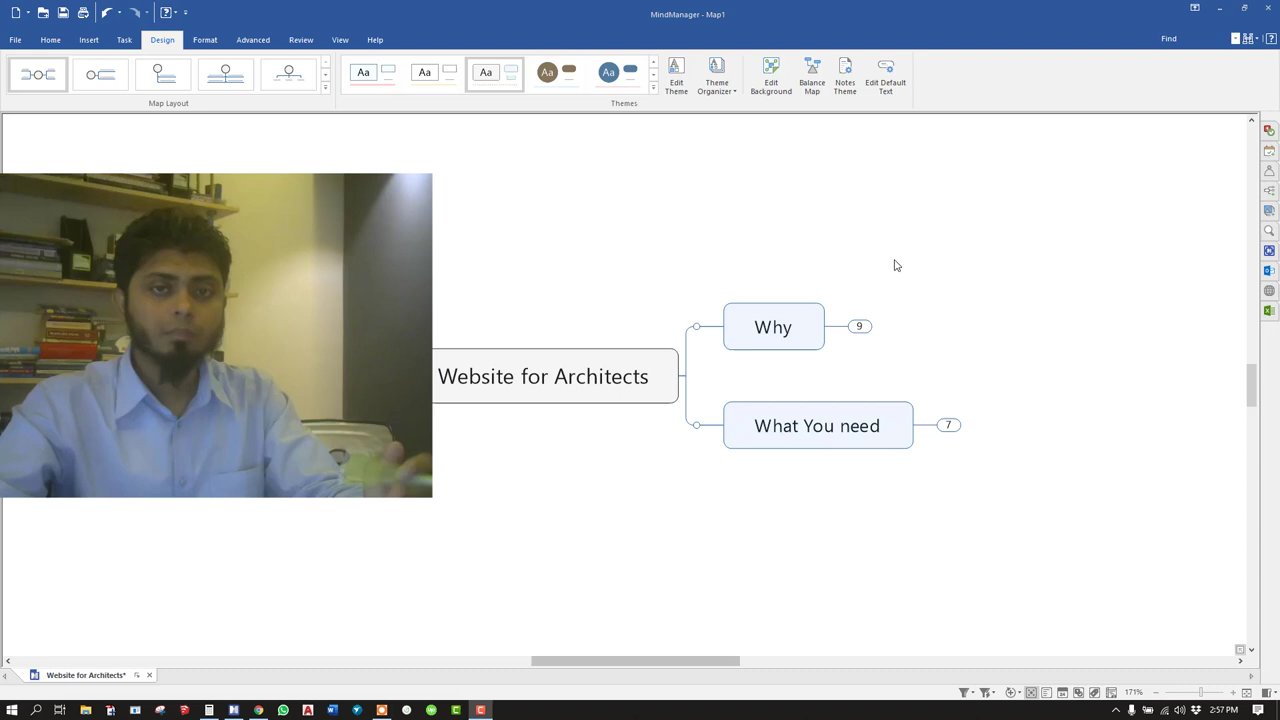 MindManager - Map1
File
Home
Insert
Task
Design
Format
Advanced
Review
View
Help
Find
Aa
Aa
Aa
Aa
Aa
Edit
Theme
Theme
Organizer
Edit
Background
Balance
Map
Notes
Theme
Edit Default
Text
Map Layout
Themes
Why
9
Website for Architects
What You need
7
Website for Architects*
171%
2:57 PM